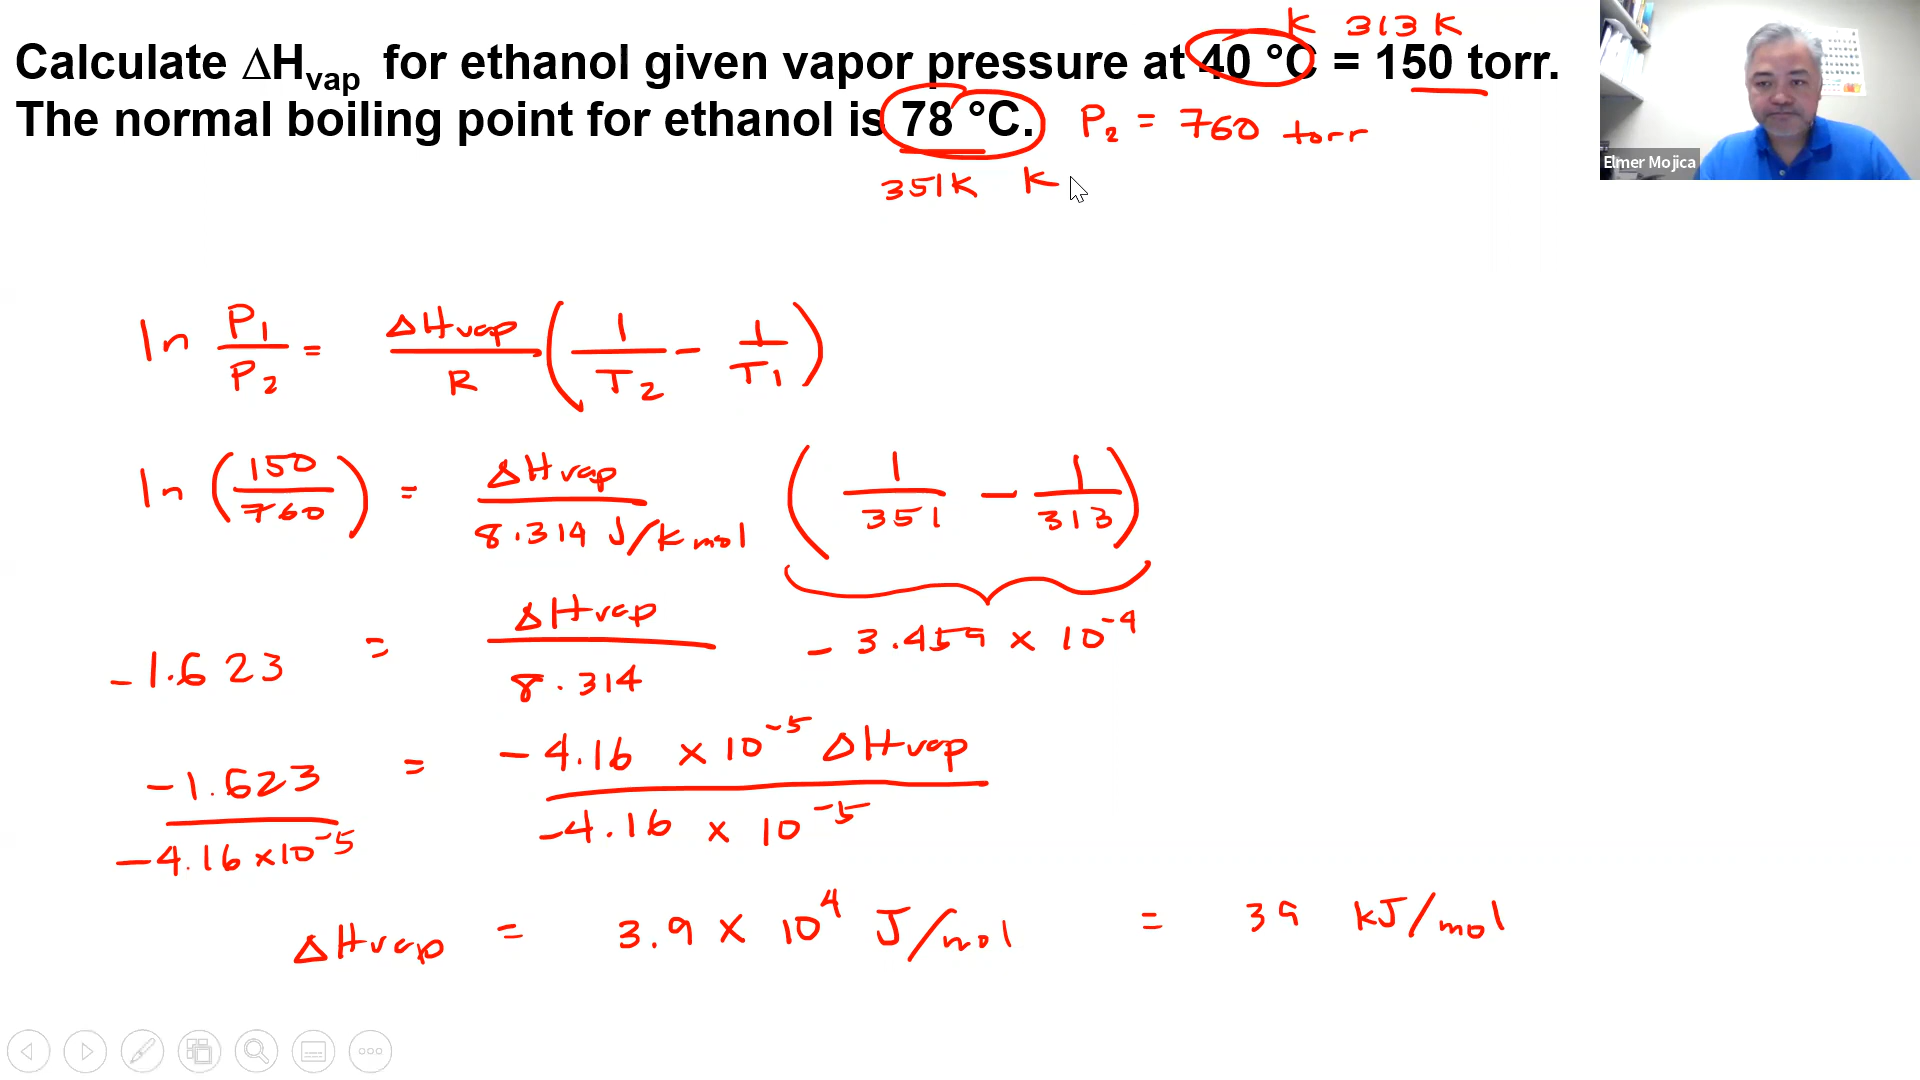 K 313 K
Calculate ΔHvap for ethanol given vapor pressure at 40 °C = 150 torr.
The normal boiling point for ethanol is 78 °C. P2 = 760 torr
351K K
Elmer Mojica
ln P1/P2 = ΔHvap/R (1/T2 - 1/T1)
ln (150/760) = ΔHvap/8.314 J/K mol (1/351 - 1/313)
-1.623 = ΔHvap/8.314 - 3.459 x 10^-4
-1.623/-4.16 x 10^-5 = -4.16 x 10^-5 ΔHvap/-4.16 x 10^-5
ΔHvap = 3.9 x 10^4 J/mol = 39 kJ/mol